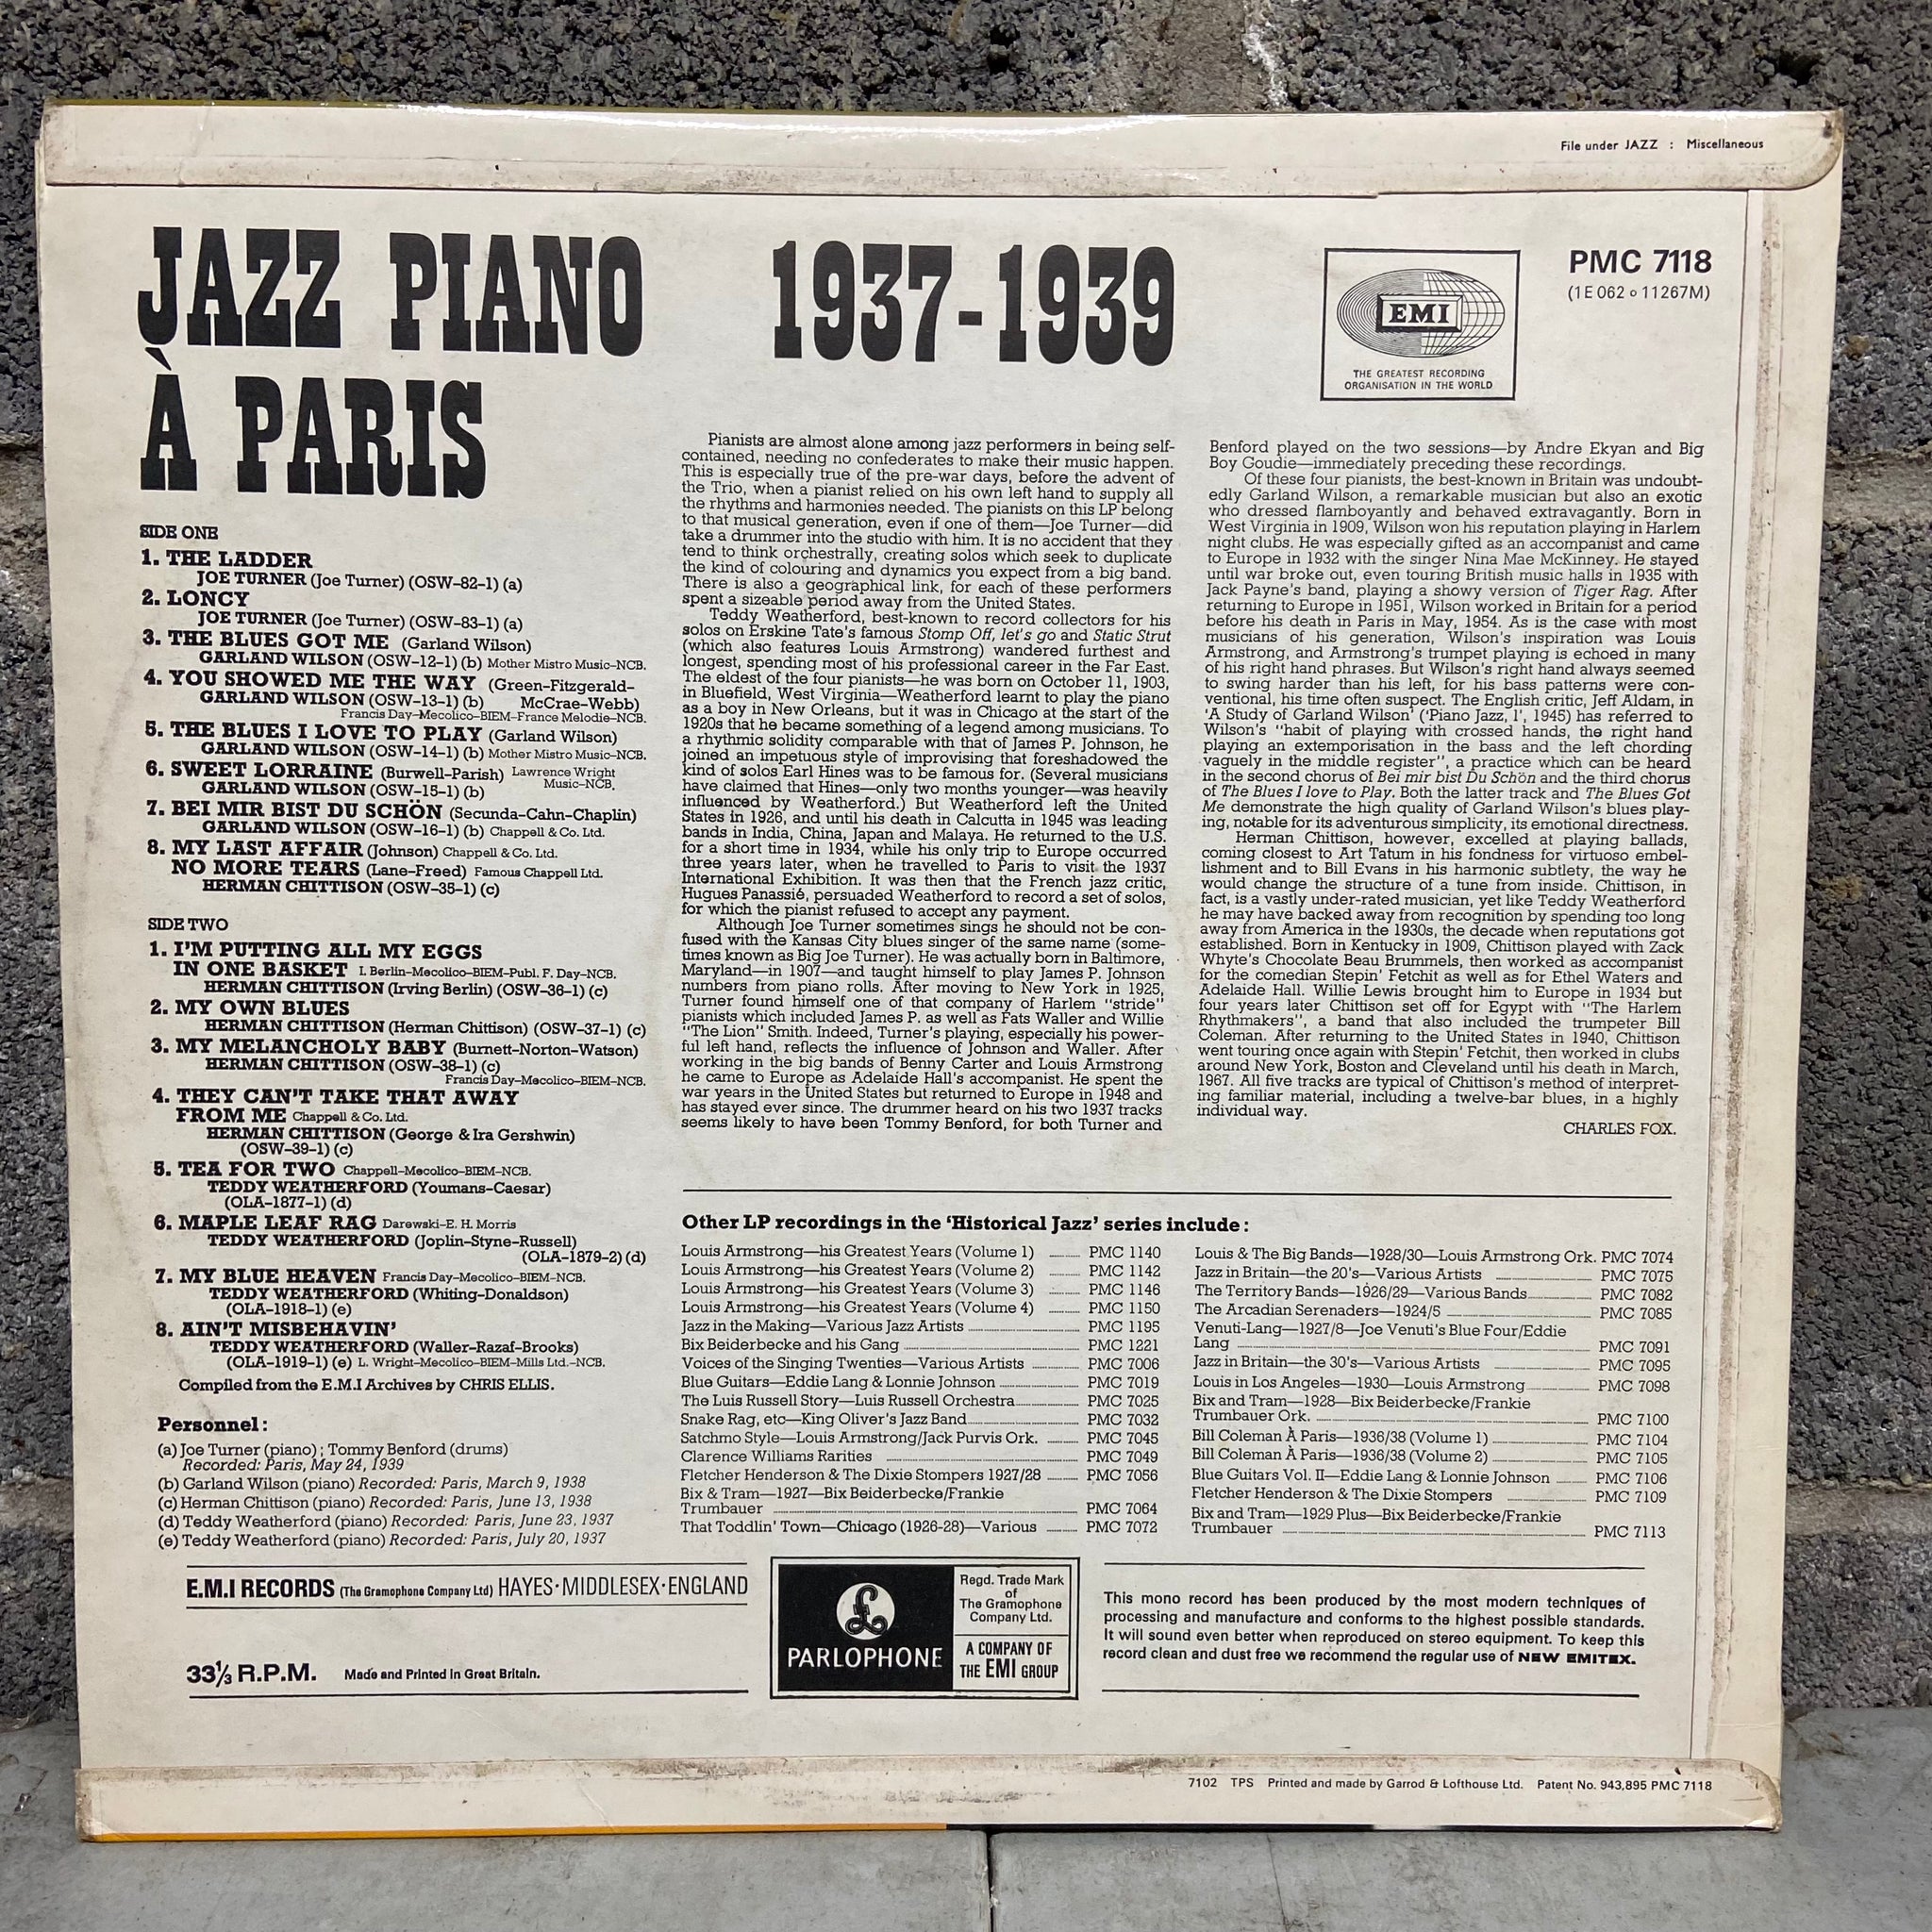 File under JAZZ : Miscellaneous
JAZZ PIANO 1937-1939
À PARIS
EMI
THE GREATEST RECORDING
ORGANISATION IN THE WORLD
PMC 7118
(1E 062 o 11267M)
SIDE ONE
1. THE LADDER
JOE TURNER (Joe Turner) (OSW-82-1) (a)
2. LONCY
JOE TURNER (Joe Turner) (OSW-83-1) (a)
3. THE BLUES GOT ME (Garland Wilson)
GARLAND WILSON (OSW-12-1) (b) Mother Mistro Music-NCB.
4. YOU SHOWED ME THE WAY (Green-Fitzgerald-
GARLAND WILSON (OSW-13-1) (b) McCrae-Webb)
Francis Day-Mecolico-BIEM-France Melodie-NCB.
5. THE BLUES I LOVE TO PLAY (Garland Wilson)
GARLAND WILSON (OSW-14-1) (b) Mother Mistro Music-NCB.
6. SWEET LORRAINE (Burwell-Parish) Lawrence Wright
GARLAND WILSON (OSW-15-1) (b) Music-NCB.
7. BEI MIR BIST DU SCHÖN (Secunda-Cahn-Chaplin)
GARLAND WILSON (OSW-16-1) (b) Chappell & Co. Ltd.
8. MY LAST AFFAIR (Johnson) Chappell & Co. Ltd.
NO MORE TEARS (Lane-Freed) Famous Chappell Ltd.
HERMAN CHITTISON (OSW-35-1) (c)
SIDE TWO
1. I'M PUTTING ALL MY EGGS
IN ONE BASKET I. Berlin-Mecolico-BIEM-Publ. F. Day-NCB.
HERMAN CHITTISON (Irving Berlin) (OSW-36-1) (c)
2. MY OWN BLUES
HERMAN CHITTISON (Herman Chittison) (OSW-37-1) (c)
3. MY MELANCHOLY BABY (Burnett-Norton-Watson)
HERMAN CHITTISON (OSW-38-1) (c)
Francis Day-Mecolico-BIEM-NCB.
4. THEY CAN'T TAKE THAT AWAY
FROM ME Chappell & Co. Ltd.
HERMAN CHITTISON (George & Ira Gershwin)
(OSW-39-1) (c)
5. TEA FOR TWO Chappell-Mecolico-BIEM-NCB.
TEDDY WEATHERFORD (Youmans-Caesar)
(OLA-1877-1) (d)
6. MAPLE LEAF RAG Darewski-E. H. Morris
TEDDY WEATHERFORD (Joplin-Styne-Russell)
(OLA-1879-2) (d)
7. MY BLUE HEAVEN Francis Day-Mecolico-BIEM-NCB.
TEDDY WEATHERFORD (Whiting-Donaldson)
(OLA-1918-1) (e)
8. AIN'T MISBEHAVIN'
TEDDY WEATHERFORD (Waller-Razaf-Brooks)
(OLA-1919-1) (e) L. Wright-Mecolico-BIEM-Mills Ltd.-NCB.
Compiled from the E.M.I Archives by CHRIS ELLIS.
Personnel:
(a) Joe Turner (piano); Tommy Benford (drums)
Recorded: Paris, May 24, 1939
(b) Garland Wilson (piano) Recorded: Paris, March 9, 1938
(c) Herman Chittison (piano) Recorded: Paris, June 13, 1938
(d) Teddy Weatherford (piano) Recorded: Paris, June 23, 1937
(e) Teddy Weatherford (piano) Recorded: Paris, July 20, 1937
Pianists are almost alone among jazz performers in being self-
contained, needing no confederates to make their music happen.
This is especially true of the pre-war days, before the advent of
the Trio, when a pianist relied on his own left hand to supply all
the rhythms and harmonies needed. The pianists on this LP belong
to that musical generation, even if one of them—Joe Turner—did
take a drummer into the studio with him. It is no accident that they
tend to think orchestrally, creating solos which seek to duplicate
the kind of colouring and dynamics you expect from a big band.
There is also a geographical link, for each of these performers
spent a sizeable period away from the United States.
Teddy Weatherford, best-known to record collectors for his
solos on Erskine Tate's famous Stomp Off, let's go and Static Strut
(which also features Louis Armstrong) wandered furthest and
longest, spending most of his professional career in the Far East.
The eldest of the four pianists—he was born on October 11, 1903,
in Bluefield, West Virginia—Weatherford learnt to play the piano
as a boy in New Orleans, but it was in Chicago at the start of the
1920s that he became something of a legend among musicians. To
a rhythmic solidity comparable with that of James P. Johnson, he
joined an impetuous style of improvising that foreshadowed the
kind of solos Earl Hines was to be famous for. (Several musicians
have claimed that Hines—only two months younger—was heavily
influenced by Weatherford.) But Weatherford left the United
States in 1926, and until his death in Calcutta in 1945 was leading
bands in India, China, Japan and Malaya. He returned to the U.S.
for a short time in 1934, while his only trip to Europe occurred
three years later, when he travelled to Paris to visit the 1937
International Exhibition. It was then that the French jazz critic,
Hugues Panassié, persuaded Weatherford to record a set of solos,
for which the pianist refused to accept any payment.
Although Joe Turner sometimes sings he should not be con-
fused with the Kansas City blues singer of the same name (some-
times known as Big Joe Turner). He was actually born in Baltimore,
Maryland—in 1907—and taught himself to play James P. Johnson
numbers from piano rolls. After moving to New York in 1925,
Turner found himself one of that company of Harlem "stride"
pianists which included James P. as well as Fats Waller and Willie
"The Lion" Smith. Indeed, Turner's playing, especially his power-
ful left hand, reflects the influence of Johnson and Waller. After
working in the big bands of Benny Carter and Louis Armstrong
he came to Europe as Adelaide Hall's accompanist. He spent the
war years in the United States but returned to Europe in 1948 and
has stayed ever since. The drummer heard on his two 1937 tracks
seems likely to have been Tommy Benford, for both Turner and
Benford played on the two sessions—by Andre Ekyan and Big
Boy Goudie—immediately preceding these recordings.
Of these four pianists, the best-known in Britain was undoubt-
edly Garland Wilson, a remarkable musician but also an exotic
who dressed flamboyantly and behaved extravagantly. Born in
West Virginia in 1909, Wilson won his reputation playing in Harlem
night clubs. He was especially gifted as an accompanist and came
to Europe in 1932 with the singer Nina Mae McKinney. He stayed
until war broke out, even touring British music halls in 1935 with
Jack Payne's band, playing a showy version of Tiger Rag. After
returning to Europe in 1951, Wilson worked in Britain for a period
before his death in Paris in May, 1954. As is the case with most
musicians of his generation, Wilson's inspiration was Louis
Armstrong, and Armstrong's trumpet playing is echoed in many
of his right hand phrases. But Wilson's right hand always seemed
to swing harder than his left, for his bass patterns were con-
ventional, his time often suspect. The English critic, Jeff Aldam, in
'A Study of Garland Wilson' ('Piano Jazz, 1', 1945) has referred to
Wilson's "habit of playing with crossed hands, the right hand
playing an extemporisation in the bass and the left chording
vaguely in the middle register", a practice which can be heard
in the second chorus of Bei mir bist Du Schön and the third chorus
of The Blues I love to Play. Both the latter track and The Blues Got
Me demonstrate the high quality of Garland Wilson's blues play-
ing, notable for its adventurous simplicity, its emotional directness.
Herman Chittison, however, excelled at playing ballads,
coming closest to Art Tatum in his fondness for virtuoso embel-
lishment and to Bill Evans in his harmonic subtlety, the way he
would change the structure of a tune from inside. Chittison, in
fact, is a vastly under-rated musician, yet like Teddy Weatherford
he may have backed away from recognition by spending too long
away from America in the 1930s, the decade when reputations got
established. Born in Kentucky in 1909, Chittison played with Zack
Whyte's Chocolate Beau Brummels, then worked as accompanist
for the comedian Stepin' Fetchit as well as for Ethel Waters and
Adelaide Hall. Willie Lewis brought him to Europe in 1934 but
four years later Chittison set off for Egypt with "The Harlem
Rhythmakers", a band that also included the trumpeter Bill
Coleman. After returning to the United States in 1940, Chittison
went touring once again with Stepin' Fetchit, then worked in clubs
around New York, Boston and Cleveland until his death in March,
1967. All five tracks are typical of Chittison's method of interpret-
ing familiar material, including a twelve-bar blues, in a highly
individual way.
CHARLES FOX.
Other LP recordings in the 'Historical Jazz' series include:
Louis Armstrong—his Greatest Years (Volume 1) PMC 1140
Louis Armstrong—his Greatest Years (Volume 2) PMC 1142
Louis Armstrong—his Greatest Years (Volume 3) PMC 1146
Louis Armstrong—his Greatest Years (Volume 4) PMC 1150
Jazz in the Making—Various Jazz Artists PMC 1195
Bix Beiderbecke and his Gang PMC 1221
Voices of the Singing Twenties—Various Artists PMC 7006
Blue Guitars—Eddie Lang & Lonnie Johnson PMC 7019
The Luis Russell Story—Luis Russell Orchestra PMC 7025
Snake Rag, etc—King Oliver's Jazz Band PMC 7032
Satchmo Style—Louis Armstrong/Jack Purvis Ork. PMC 7045
Clarence Williams Rarities PMC 7049
Fletcher Henderson & The Dixie Stompers 1927/28 PMC 7056
Bix & Tram—1927—Bix Beiderbecke/Frankie
Trumbauer PMC 7064
That Toddlin' Town—Chicago (1926-28)—Various PMC 7072
Louis & The Big Bands—1928/30—Louis Armstrong Ork. PMC 7074
Jazz in Britain—the 20's—Various Artists PMC 7075
The Territory Bands—1926/29—Various Bands PMC 7082
The Arcadian Serenaders—1924/5 PMC 7085
Venuti-Lang—1927/8—Joe Venuti's Blue Four/Eddie
Lang PMC 7091
Jazz in Britain—the 30's—Various Artists PMC 7095
Louis in Los Angeles—1930—Louis Armstrong PMC 7098
Bix and Tram—1928—Bix Beiderbecke/Frankie
Trumbauer Ork. PMC 7100
Bill Coleman À Paris—1936/38 (Volume 1) PMC 7104
Bill Coleman À Paris—1936/38 (Volume 2) PMC 7105
Blue Guitars Vol. II—Eddie Lang & Lonnie Johnson PMC 7106
Fletcher Henderson & The Dixie Stompers PMC 7109
Bix and Tram—1929 Plus—Bix Beiderbecke/Frankie
Trumbauer PMC 7113
E.M.I RECORDS (The Gramophone Company Ltd) HAYES·MIDDLESEX·ENGLAND
33⅓ R.P.M. Made and Printed in Great Britain.
£
PARLOPHONE
Regd. Trade Mark
of
The Gramophone
Company Ltd.
A COMPANY OF
THE EMI GROUP
This mono record has been produced by the most modern techniques of
processing and manufacture and conforms to the highest possible standards.
It will sound even better when reproduced on stereo equipment. To keep this
record clean and dust free we recommend the regular use of NEW EMITEX.
7102 TPS Printed and made by Garrod & Lofthouse Ltd. Patent No. 943,895 PMC 7118